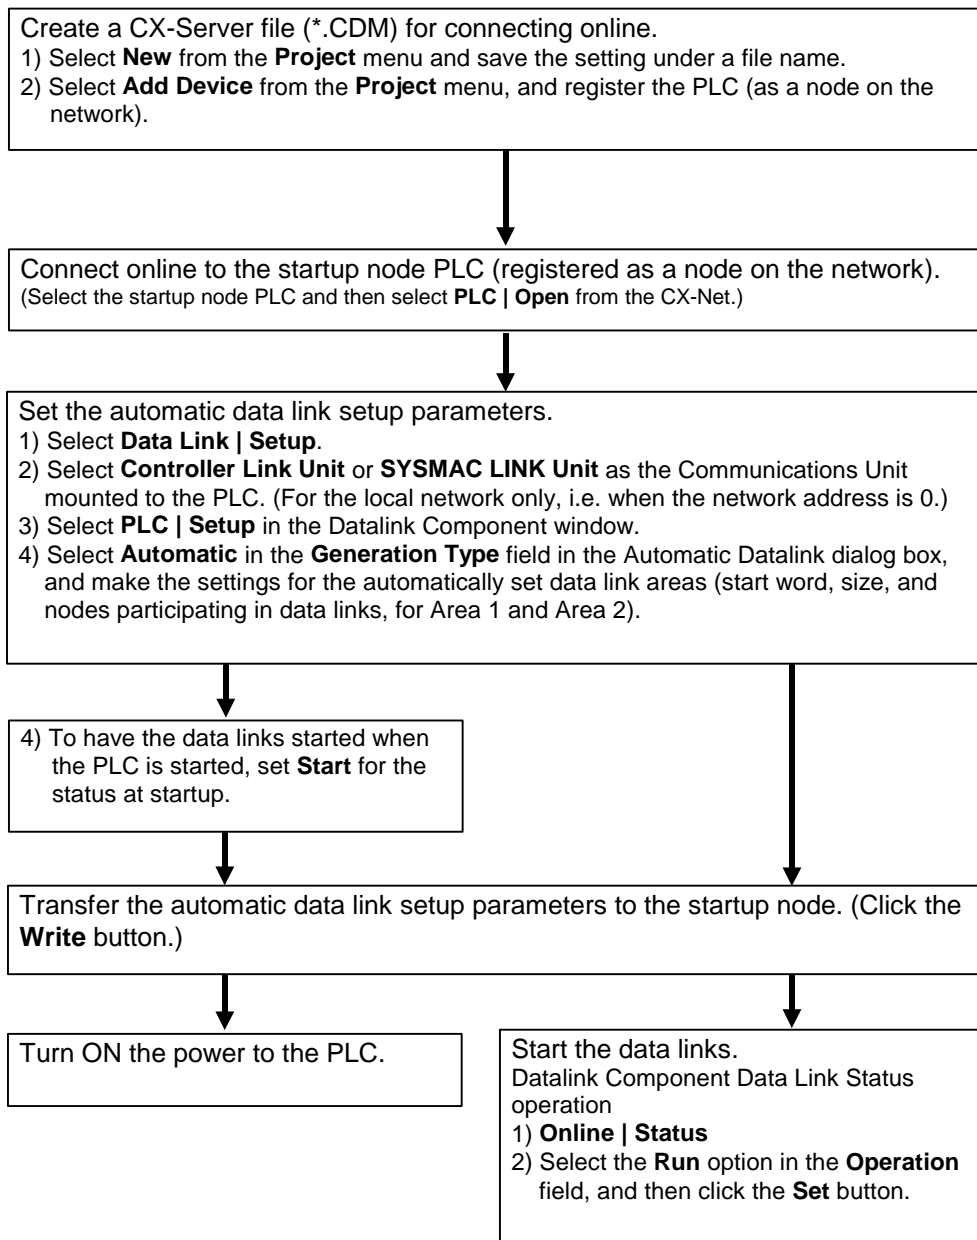 Create a CX-Server file (*.CDM) for connecting online.
1) Select New from the Project menu and save the setting under a file name.
2) Select Add Device from the Project menu, and register the PLC (as a node on the
network).
Connect online to the startup node PLC (registered as a node on the network).
(Select the startup node PLC and then select PLC | Open from the CX-Net.)
Set the automatic data link setup parameters.
1) Select Data Link | Setup.
2) Select Controller Link Unit or SYSMAC LINK Unit as the Communications Unit
mounted to the PLC. (For the local network only, i.e. when the network address is 0.)
3) Select PLC | Setup in the Datalink Component window.
4) Select Automatic in the Generation Type field in the Automatic Datalink dialog box,
and make the settings for the automatically set data link areas (start word, size, and
nodes participating in data links, for Area 1 and Area 2).
4) To have the data links started when
the PLC is started, set Start for the
status at startup.
Transfer the automatic data link setup parameters to the startup node. (Click the
Write button.)
Turn ON the power to the PLC.
Start the data links.
Datalink Component Data Link Status
operation
1) Online | Status
2) Select the Run option in the Operation
field, and then click the Set button.